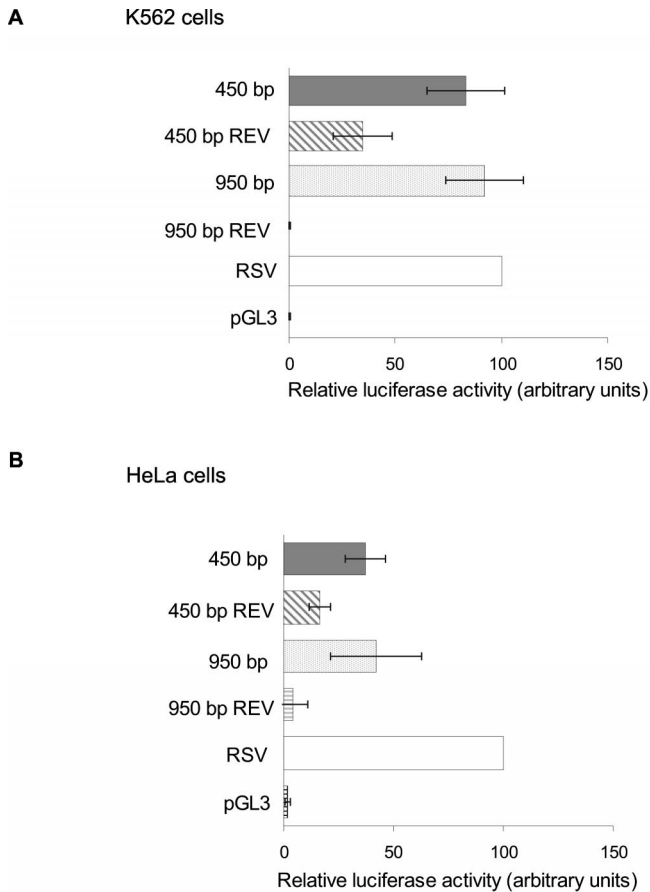 A
K562 cells
450 bp
450 bp REV
950 bp
950 bp REV
RSV
pGL3
0 50 100 150
Relative luciferase activity (arbitrary units)
B
HeLa cells
450 bp
450 bp REV
950 bp
950 bp REV
RSV
pGL3
0 50 100 150
Relative luciferase activity (arbitrary units)